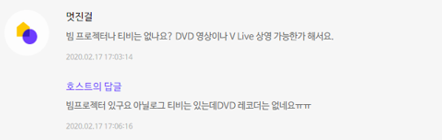 멋진걸
빔 프로젝터나 티비는 없나요? DVD 영상이나 V Live 상영 가능한가 해서요.
2020.02.17 17:03:14
호스트의 답글
빔프로젝터 있구요 아닐로그 티비는 있는데DVD 레코더는 없네요ㅠㅠ
2020.02.17 17:06:16